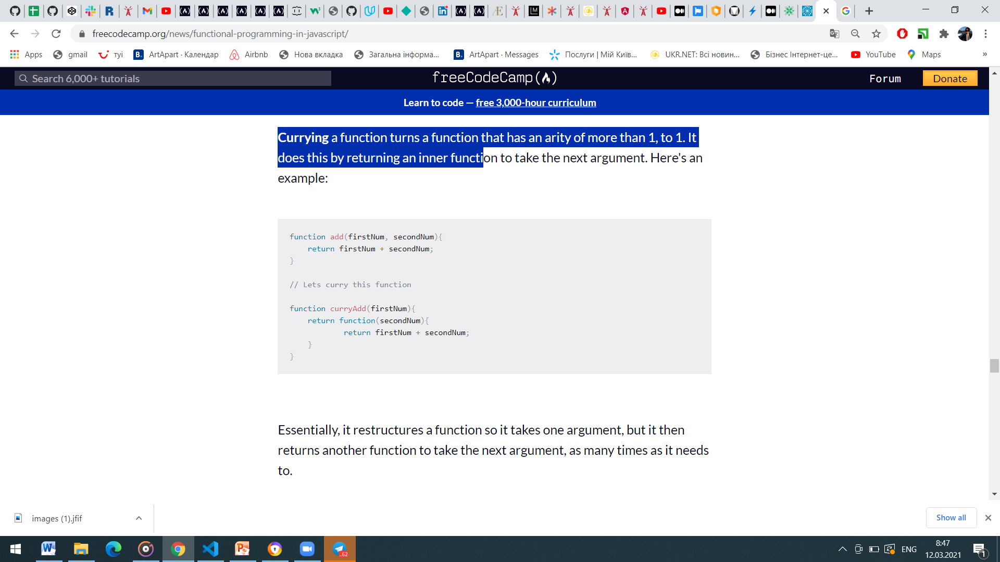 freecodecamp.org/news/functional-programming-in-javascript/
Apps gmail туі ArtApart · Календар Airbnb Нова вкладка Загальна інформа... ArtApart · Messages Послуги | Мій Київ... UKR.NET: Всі новин... Бізнес Інтернет-це... YouTube Maps »
Search 6,000+ tutorials freeCodeCamp Forum Donate
Learn to code — free 3,000-hour curriculum
Currying a function turns a function that has an arity of more than 1, to 1. It
does this by returning an inner function to take the next argument. Here's an
example:
function add(firstNum, secondNum){
return firstNum + secondNum;
}
// Lets curry this function
function curryAdd(firstNum){
return function(secondNum){
return firstNum + secondNum;
}
}
Essentially, it restructures a function so it takes one argument, but it then
returns another function to take the next argument, as many times as it needs
to.
images (1).jfif Show all
ENG 8:47
12.03.2021
1
..62